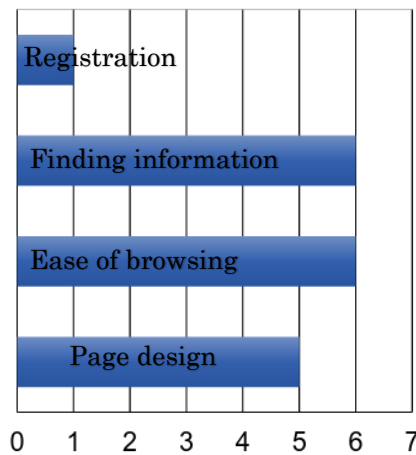 Registration
Finding information
Ease of browsing
Page design
0 1 2 3 4 5 6 7